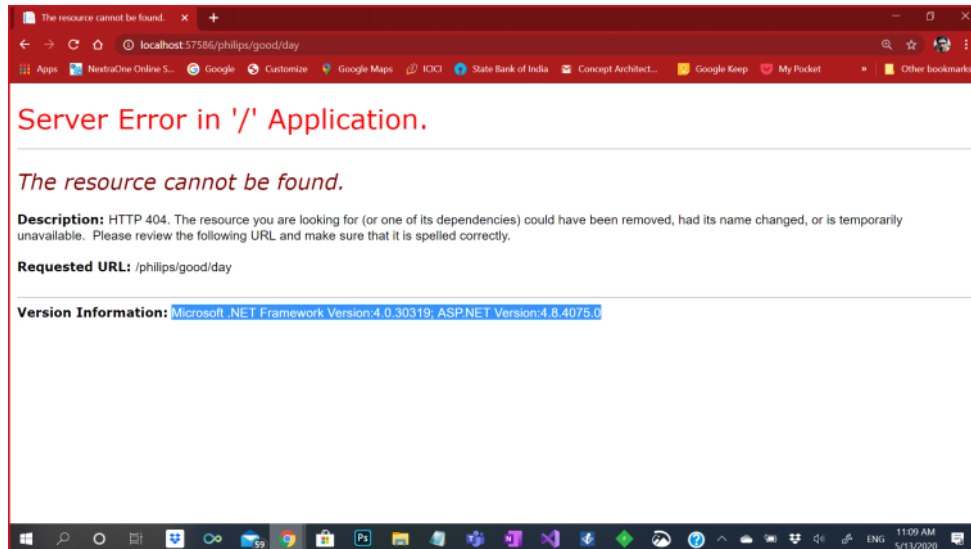 The resource cannot be found.
localhost:57586/philips/good/day
Apps NextraOne Online S... Google Customize Google Maps ICICI State Bank of India Concept Architect... Google Keep My Pocket » Other bookmarks
Server Error in '/' Application.
The resource cannot be found.
Description: HTTP 404. The resource you are looking for (or one of its dependencies) could have been removed, had its name changed, or is temporarily
unavailable. Please review the following URL and make sure that it is spelled correctly.
Requested URL: /philips/good/day
Version Information: Microsoft .NET Framework Version:4.0.30319; ASP.NET Version:4.8.4075.0
59 Ps ENG 11:09 AM
5/13/2020